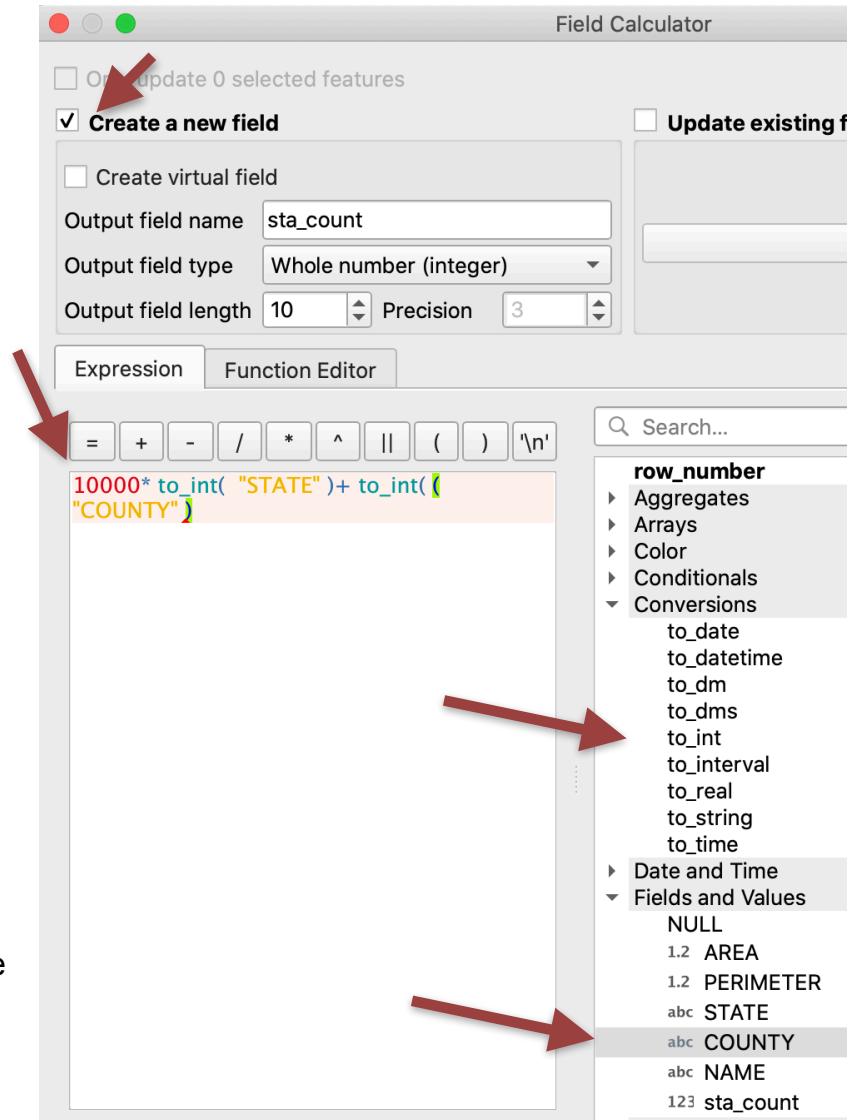 Field Calculator
update 0 selected features
Create a new field
Update existing f
Create virtual field
Output field name sta_count
Output field type Whole number (integer)
Output field length 10 Precision 3
Expression Function Editor
= + - / * ^ || ( ) '\n'
Search...
10000* to_int( "STATE" )+ to_int( (
"COUNTY" )
row_number
Aggregates
Arrays
Color
Conditionals
Conversions
to_date
to_datetime
to_dm
to_dms
to_int
to_interval
to_real
to_string
to_time
Date and Time
Fields and Values
NULL
1.2 AREA
1.2 PERIMETER
abc STATE
abc COUNTY
abc NAME
123 sta_count
e